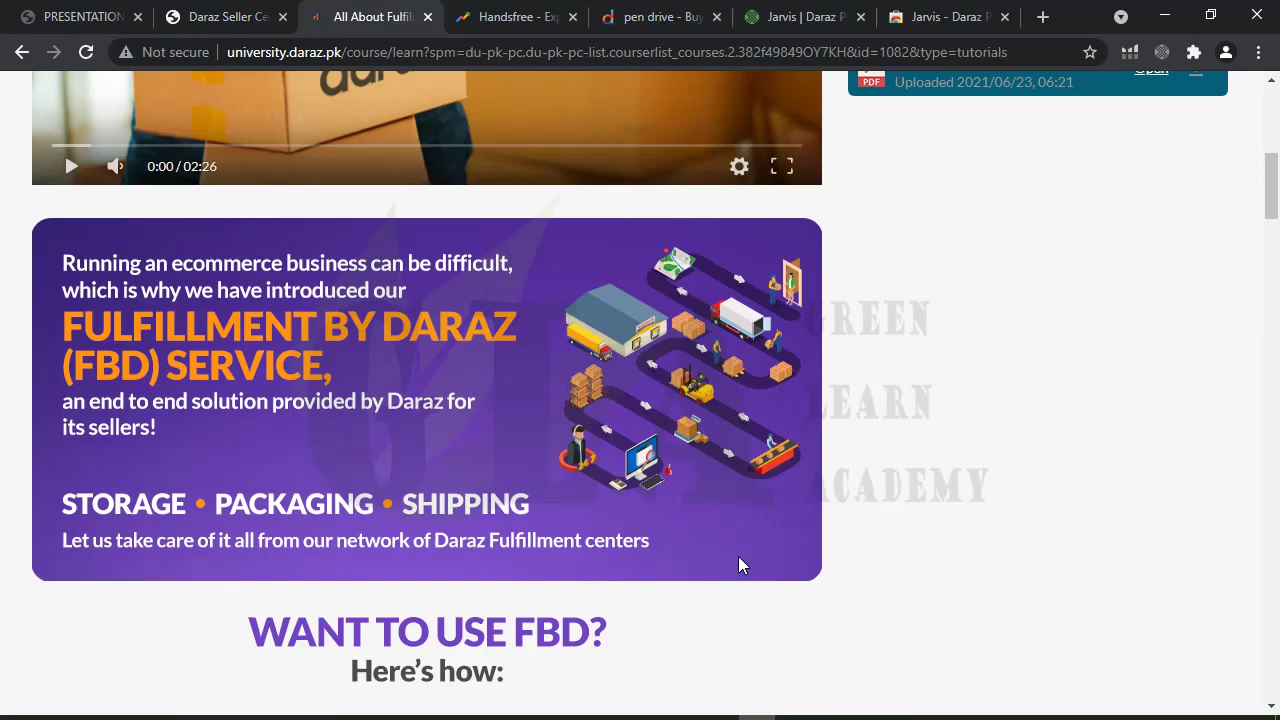 PRESENTATION
Daraz Seller Ce
All About Fulfil
Handsfree - Exp
pen drive - Buy
Jarvis | Daraz P
Jarvis - Daraz P
Not secure
university.daraz.pk/course/learn?spm=du-pk-pc.du-pk-pc-list.courserlist_courses.2.382f49849OY7KH&id=1082&type=tutorials
daraz
Open
PDF
Uploaded 2021/06/23, 06:21
0:00 / 02:26
Running an ecommerce business can be difficult,
which is why we have introduced our
FULFILLMENT BY DARAZ
(FBD) SERVICE,
an end to end solution provided by Daraz for
its sellers!
STORAGE • PACKAGING • SHIPPING
Let us take care of it all from our network of Daraz Fulfillment centers
GREEN
LEARN
ACADEMY
WANT TO USE FBD?
Here's how: